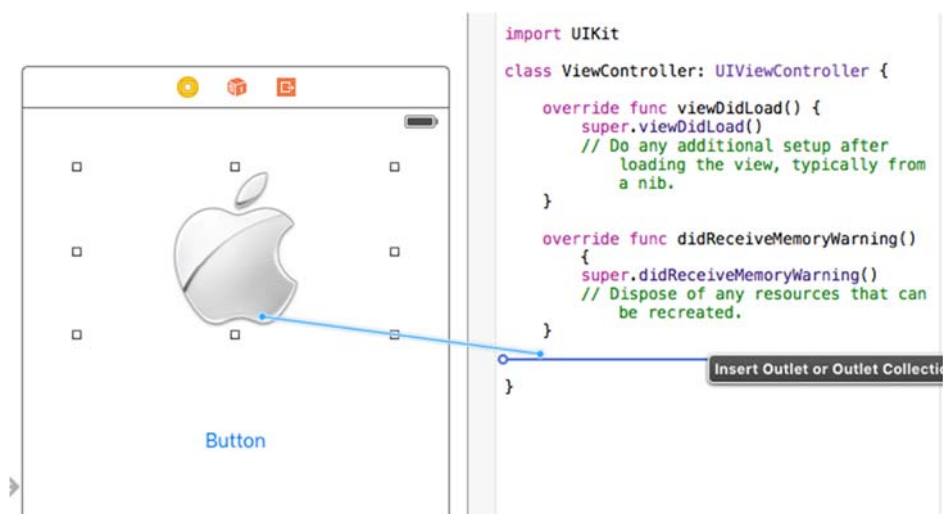 import UIKit
class ViewController: UIViewController {
override func viewDidLoad() {
super.viewDidLoad()
// Do any additional setup after
loading the view, typically from
a nib.
}
override func didReceiveMemoryWarning()
{
super.didReceiveMemoryWarning()
// Dispose of any resources that can
be recreated.
}
Insert Outlet or Outlet Collectio
}
Button